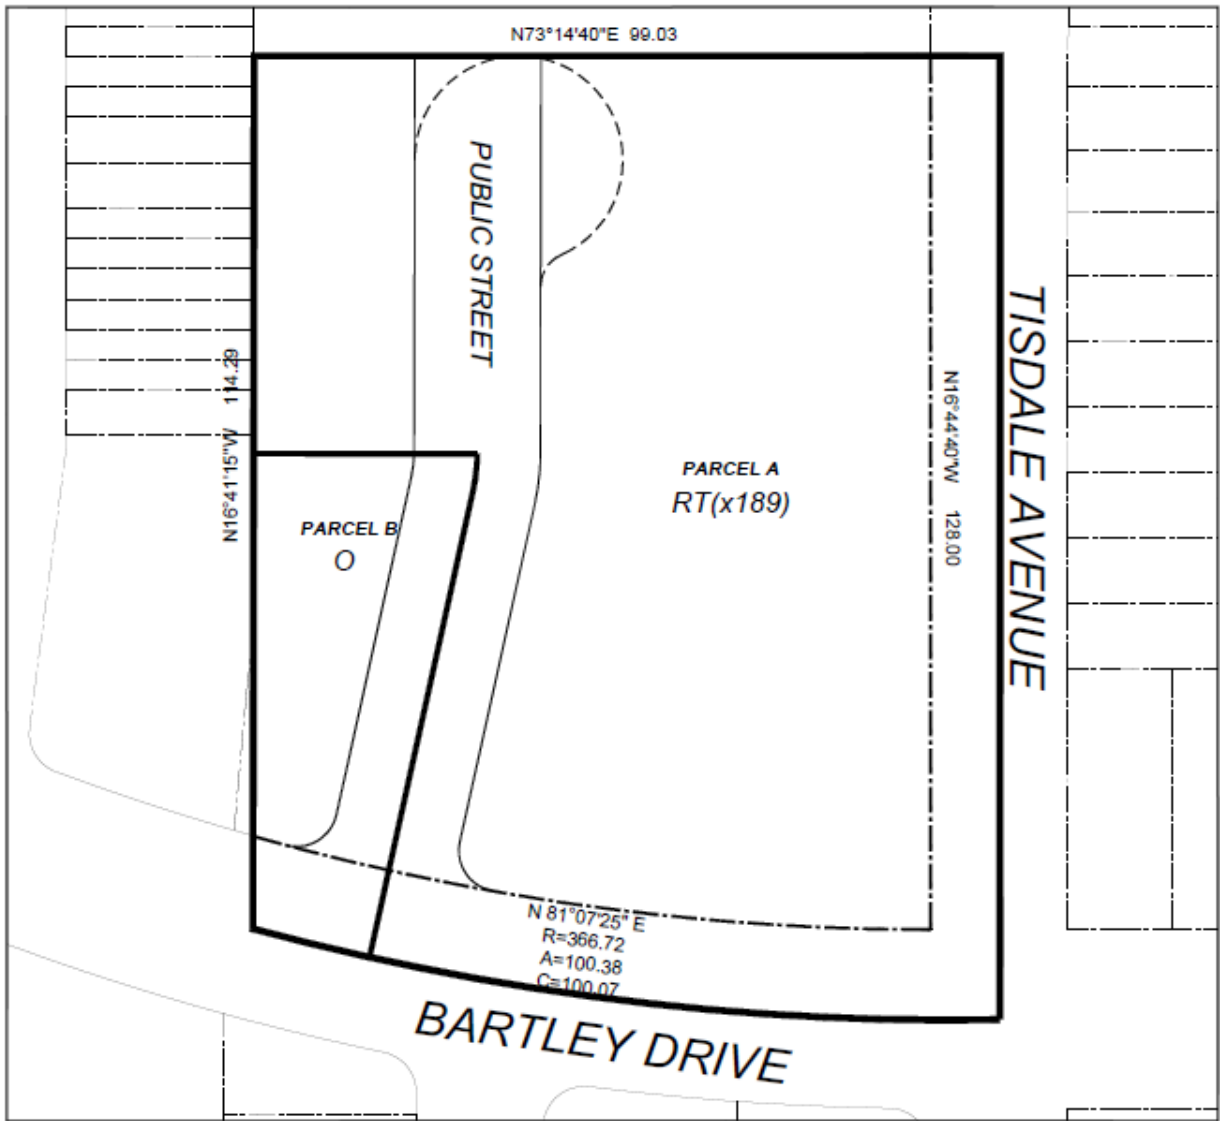 N73°14'40"E 99.03
PUBLIC STREET
N16°41'15"W 114.29
PARCEL A
RT(x189)
N16°44'40"W 128.00
TISDALE AVENUE
PARCEL B
O
N 81°07'25" E
R=366.72
A=100.38
C=100.07
BARTLEY DRIVE